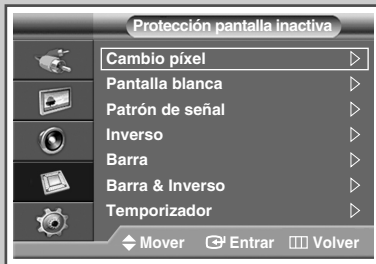 Protección pantalla inactiva
Cambio píxel
Pantalla blanca
Patrón de señal
Inverso
Barra
Barra & Inverso
Temporizador
Mover Entrar Volver